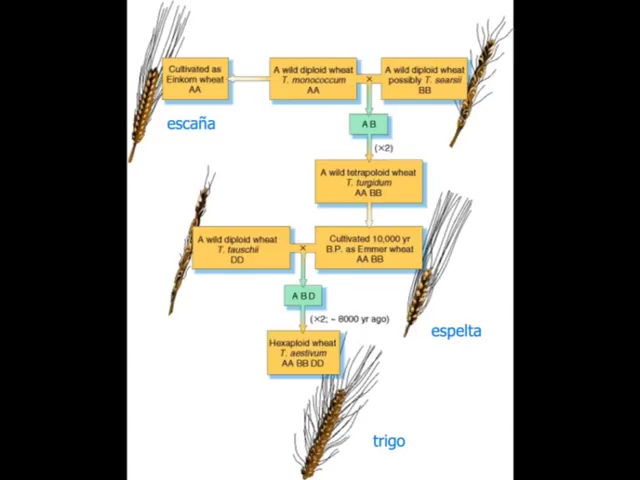 Cultivated as
Einkorn wheat
AA
A wild diploid wheat
T. monococcum
AA
×
A wild diploid wheat
possibly T. searsii
BB
escaña
A B
(×2)
A wild tetrapoloid wheat
T. turgidum
AA BB
A wild diploid wheat
T. tauschii
DD
×
Cultivated 10,000 yr
B.P. as Emmer wheat
AA BB
A B D
(×2; ~ 8000 yr ago)
espelta
Hexaploid wheat
T. aestivum
AA BB DD
trigo